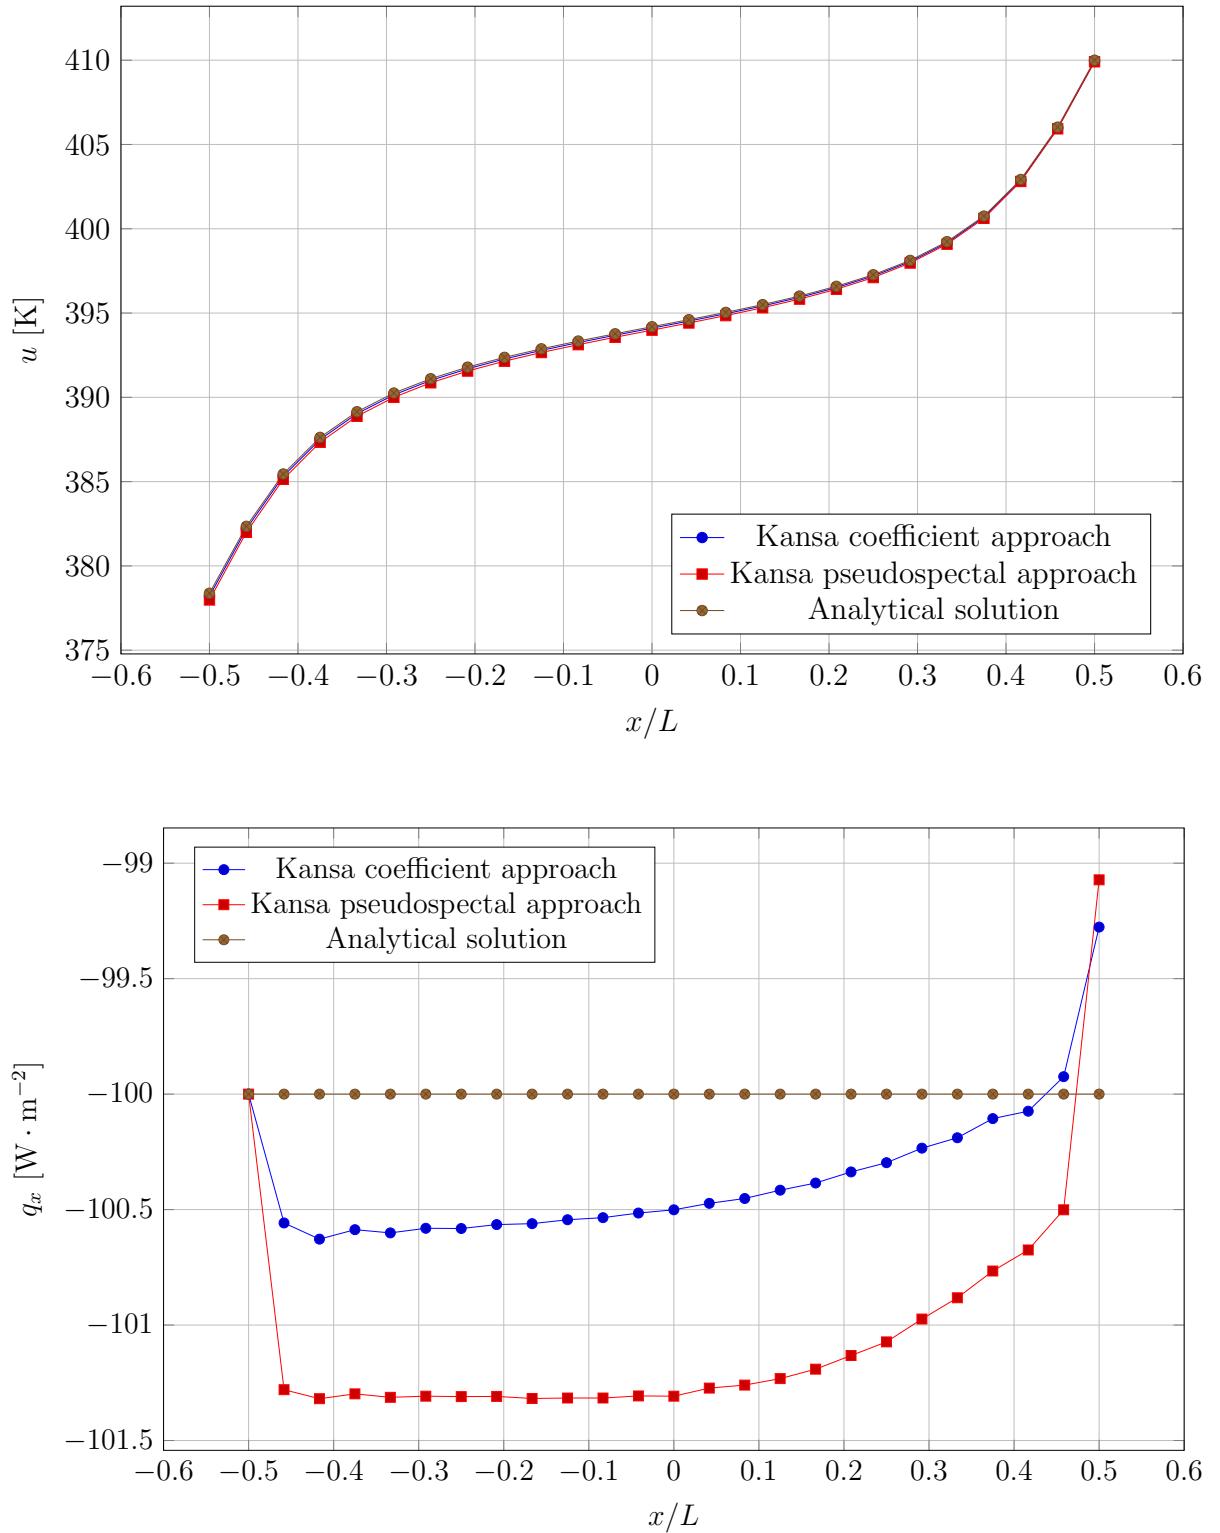 410
405
400
395
390
385
380
375
u [K]
Kansa coefficient approach
Kansa pseudospectal approach
Analytical solution
−0.6 −0.5 −0.4 −0.3 −0.2 −0.1 0 0.1 0.2 0.3 0.4 0.5 0.6
x/L
−99
−99.5
−100
−100.5
−101
−101.5
q_x [W · m⁻²]
Kansa coefficient approach
Kansa pseudospectal approach
Analytical solution
−0.6 −0.5 −0.4 −0.3 −0.2 −0.1 0 0.1 0.2 0.3 0.4 0.5 0.6
x/L